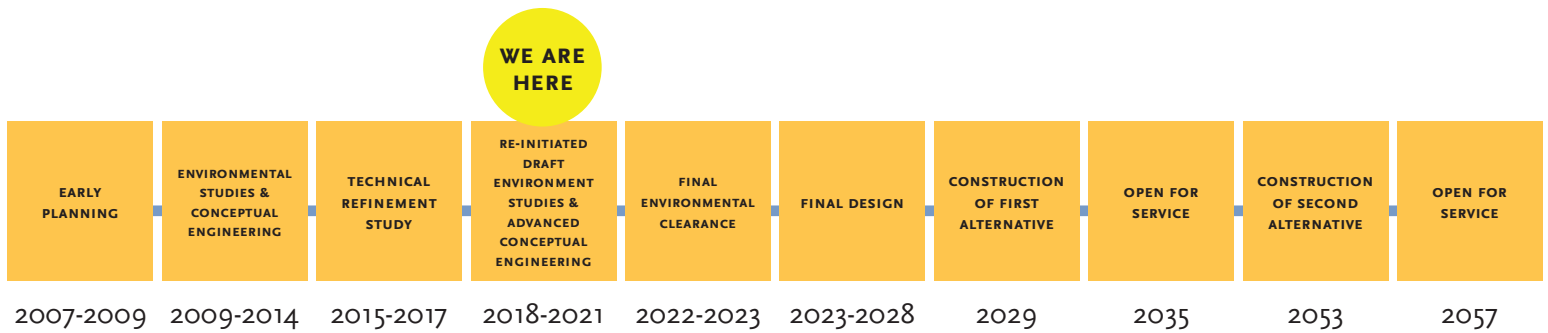 WE ARE
HERE
EARLY
PLANNING
ENVIRONMENTAL
STUDIES &
CONCEPTUAL
ENGINEERING
TECHNICAL
REFINEMENT
STUDY
RE-INITIATED
DRAFT
ENVIRONMENT
STUDIES &
ADVANCED
CONCEPTUAL
ENGINEERING
FINAL
ENVIRONMENTAL
CLEARANCE
FINAL DESIGN
CONSTRUCTION
OF FIRST
ALTERNATIVE
OPEN FOR
SERVICE
CONSTRUCTION
OF SECOND
ALTERNATIVE
OPEN FOR
SERVICE
2007-2009 2009-2014 2015-2017 2018-2021 2022-2023 2023-2028 2029 2035 2053 2057